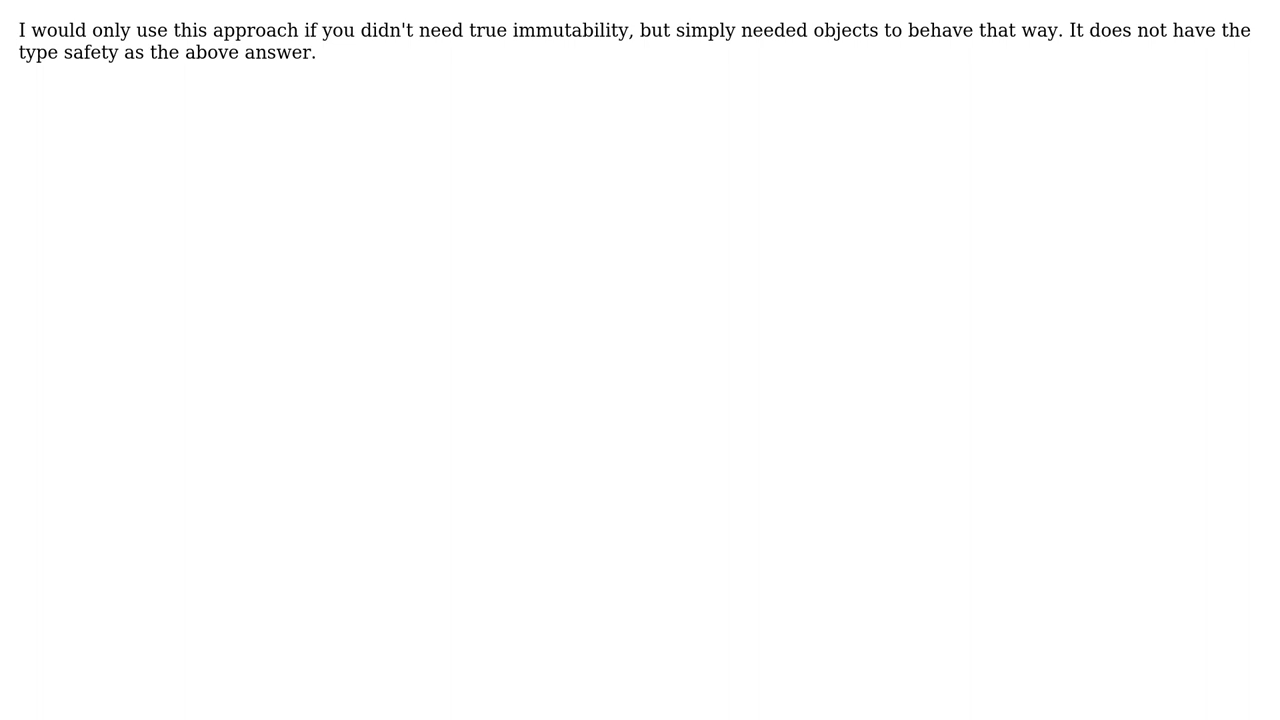 I would only use this approach if you didn't need true immutability, but simply needed objects to behave that way. It does not have the
type safety as the above answer.